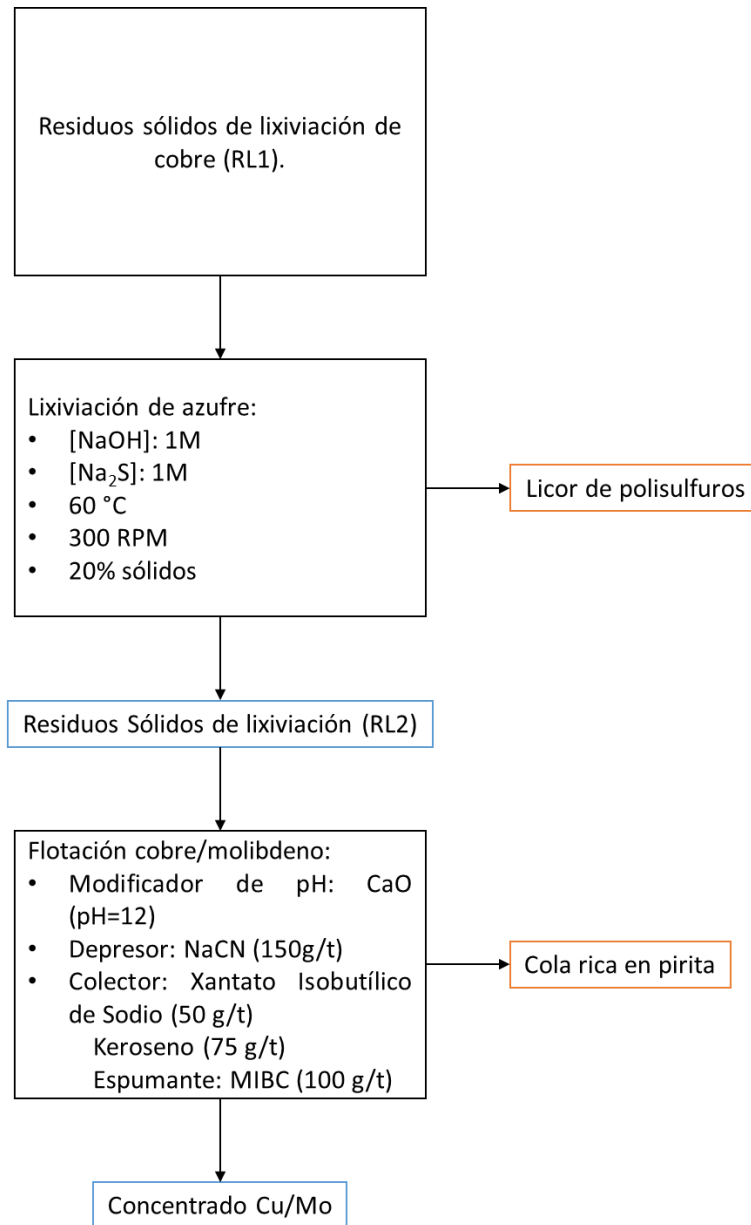 Residuos sólidos de lixiviación de
cobre (RL1).
Lixiviación de azufre:
• [NaOH]: 1M
• [Na₂S]: 1M
• 60 °C
• 300 RPM
• 20% sólidos
Licor de polisulfuros
Residuos Sólidos de lixiviación (RL2)
Flotación cobre/molibdeno:
• Modificador de pH: CaO
(pH=12)
• Depresor: NaCN (150g/t)
• Colector: Xantato Isobutílico
de Sodio (50 g/t)
Keroseno (75 g/t)
Espumante: MIBC (100 g/t)
Cola rica en pirita
Concentrado Cu/Mo